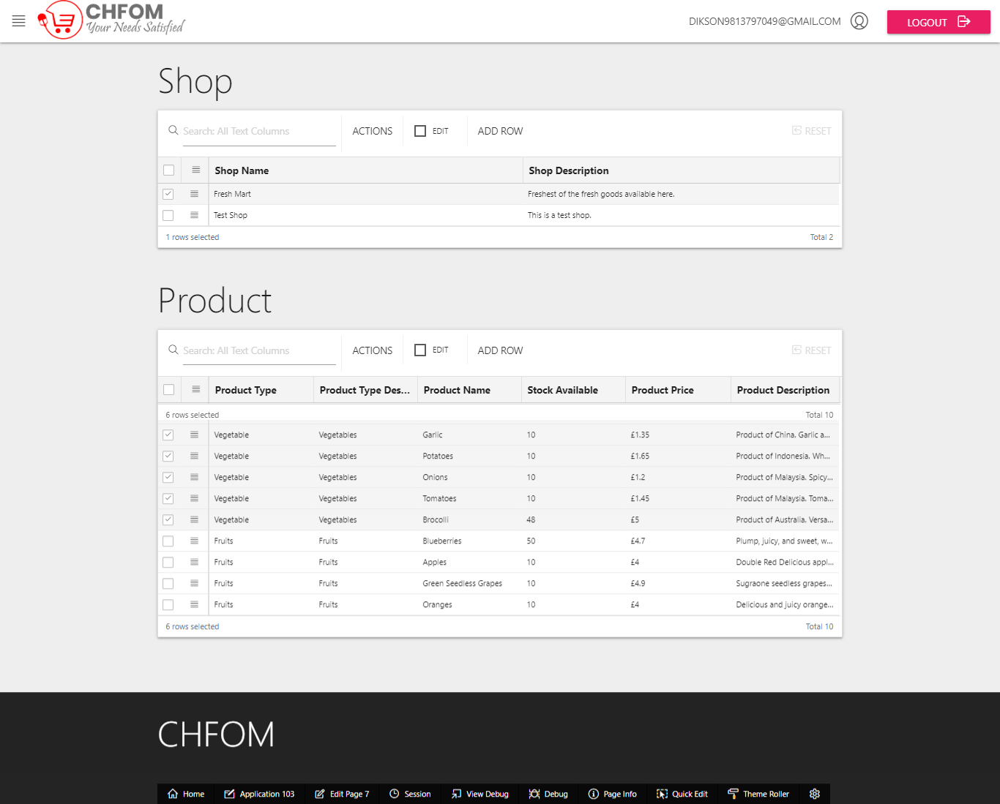 CHFOM
Your Needs Satisfied
DIKSON9813797049@GMAIL.COM
LOGOUT
Shop
Search: All Text Columns ACTIONS EDIT ADD ROW RESET
Shop Name Shop Description
Fresh Mart Freshest of the fresh goods available here.
Test Shop This is a test shop.
1 rows selected Total 2
Product
Search: All Text Columns ACTIONS EDIT ADD ROW RESET
Product Type Product Type Des... Product Name Stock Available Product Price Product Description
6 rows selected Total 10
Vegetable Vegetables Garlic 10 £1.35 Product of China. Garlic a...
Vegetable Vegetables Potatoes 10 £1.65 Product of Indonesia. Wh...
Vegetable Vegetables Onions 10 £1.2 Product of Malaysia. Spicy...
Vegetable Vegetables Tomatoes 10 £1.45 Product of Malaysia. Toma...
Vegetable Vegetables Brocolli 48 £5 Product of Australia. Versa...
Fruits Fruits Blueberries 50 £4.7 Plump, juicy, and sweet, w...
Fruits Fruits Apples 10 £4 Double Red Delicious appl...
Fruits Fruits Green Seedless Grapes 10 £4.9 Sugraone seedless grapes...
Fruits Fruits Oranges 10 £4 Delicious and juicy orange...
6 rows selected Total 10
CHFOM
Home Application 103 Edit Page 7 Session View Debug Debug Page Info Quick Edit Theme Roller